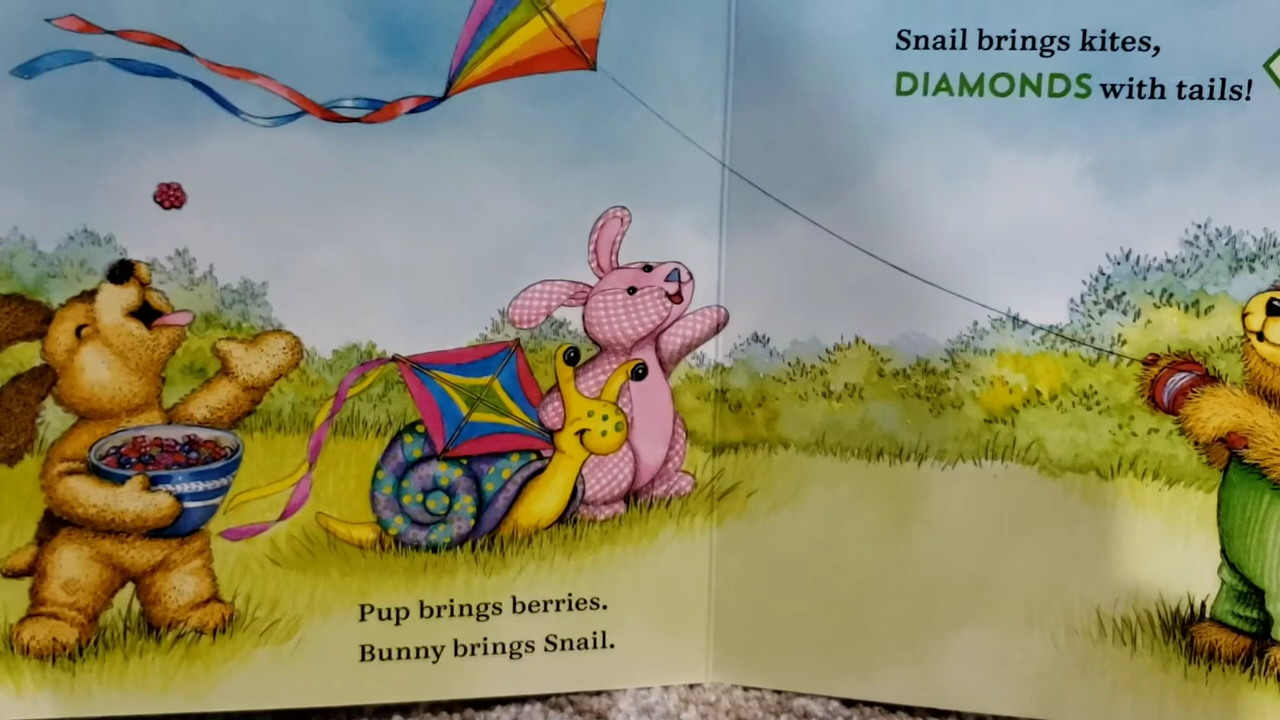 Pup brings berries.
Bunny brings Snail.
Snail brings kites,
DIAMONDS with tails!